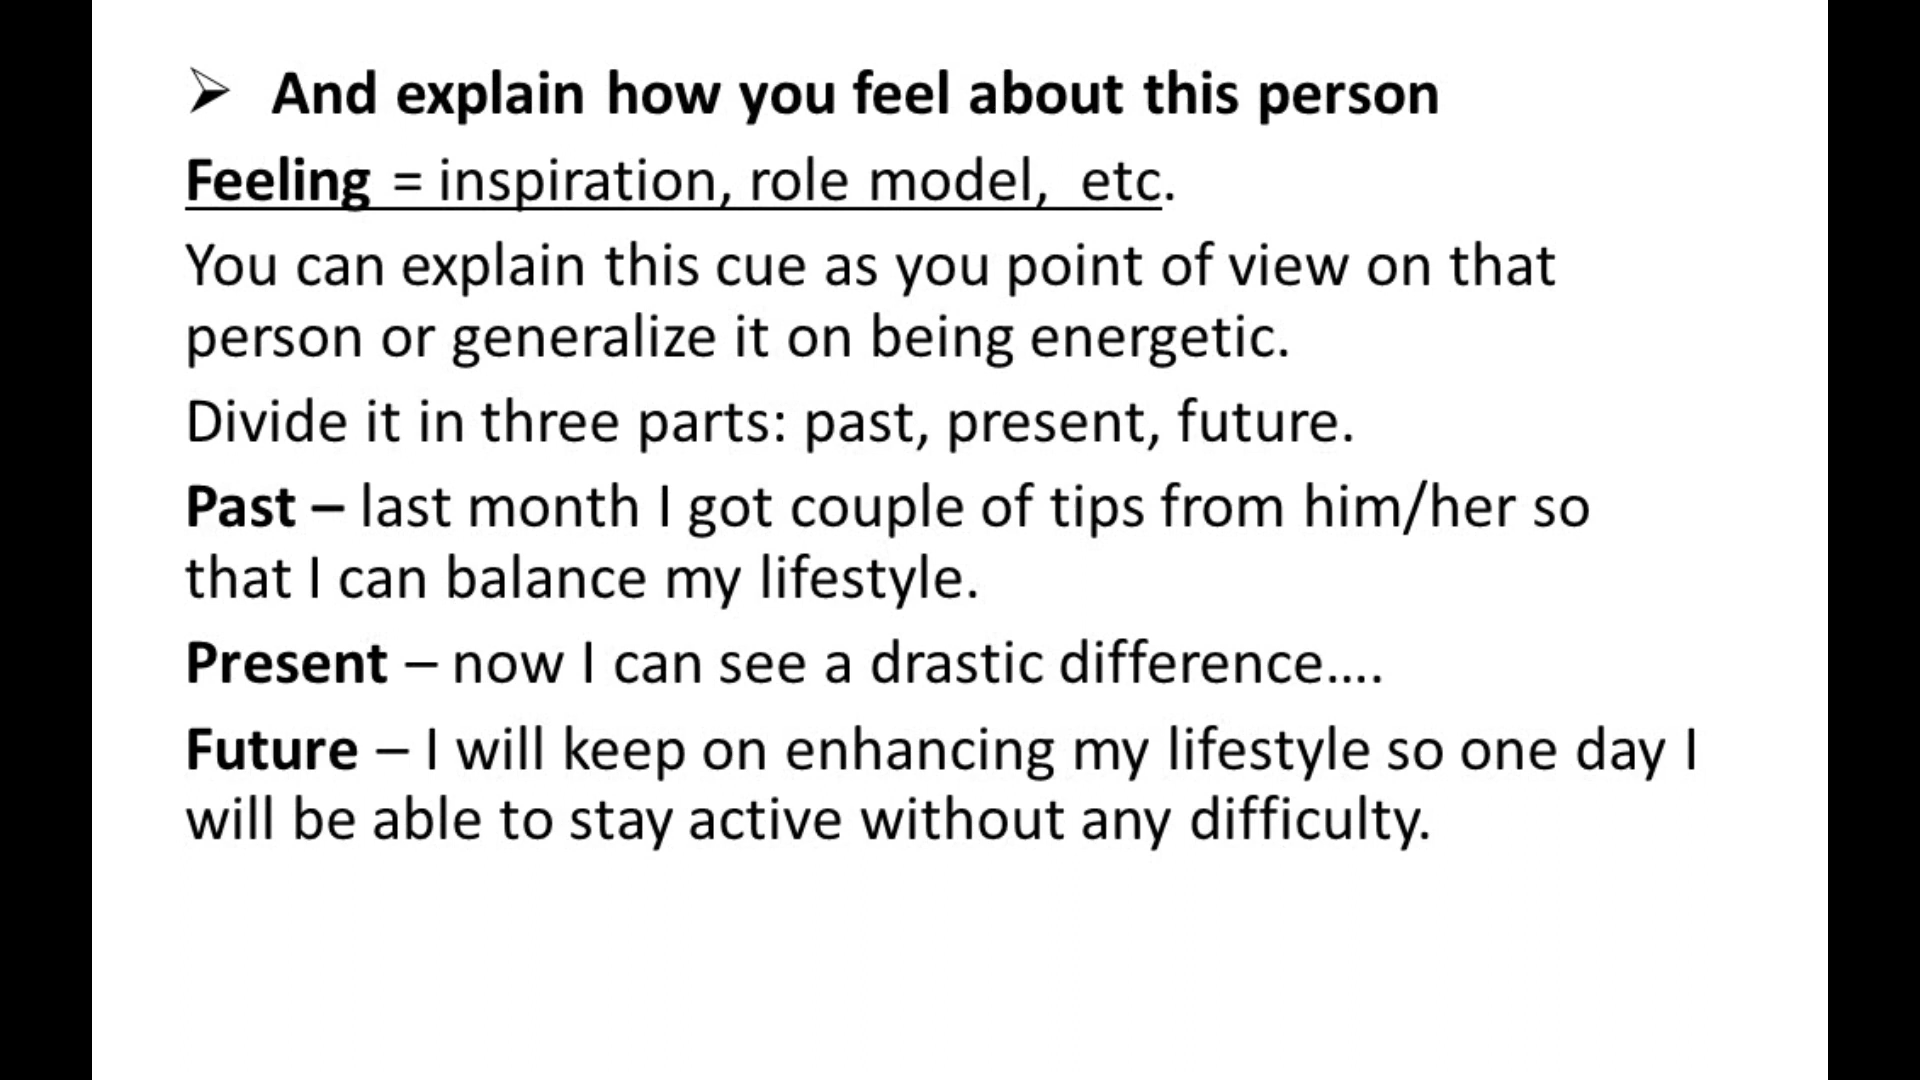 ➢ And explain how you feel about this person
Feeling = inspiration, role model, etc.
You can explain this cue as you point of view on that
person or generalize it on being energetic.
Divide it in three parts: past, present, future.
Past – last month I got couple of tips from him/her so
that I can balance my lifestyle.
Present – now I can see a drastic difference….
Future – I will keep on enhancing my lifestyle so one day I
will be able to stay active without any difficulty.